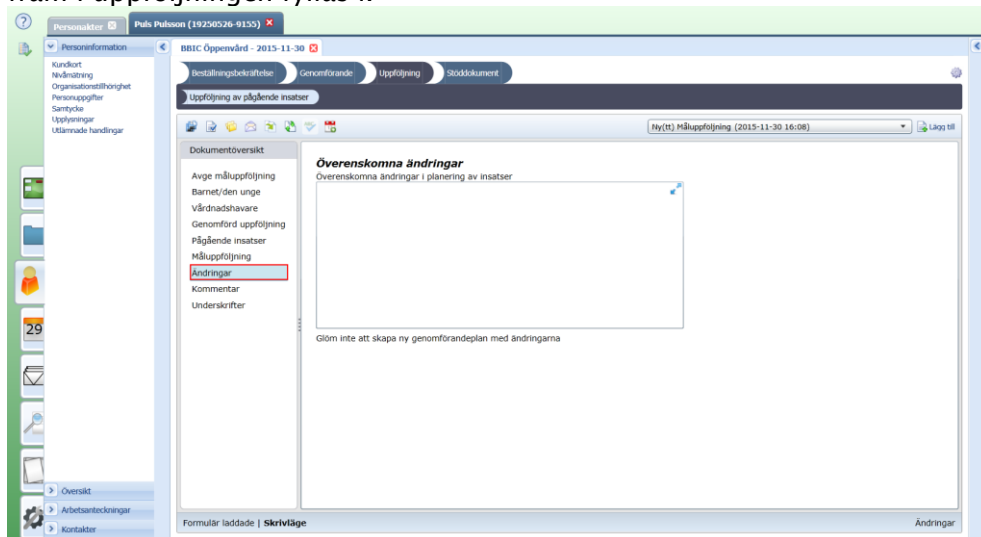 fram i uppföljningen fyllas i.
Personakter
Puls Pulsson (19250526-9155)
Personinformation
Kundkort
Nivåmätning
Organisationstillhörighet
Personuppgifter
Samtycke
Upplysningar
Utlämnade handlingar
Översikt
Arbetsanteckningar
Kontakter
29
BBIC Öppenvård - 2015-11-30
Beställningsbekräftelse
Genomförande
Uppföljning
Stöddokument
Uppföljning av pågående insatser
Ny(tt) Måluppföljning (2015-11-30 16:08)
Lägg till
Dokumentöversikt
Avge måluppföljning
Barnet/den unge
Vårdnadshavare
Genomförd uppföljning
Pågående insatser
Måluppföljning
Ändringar
Kommentar
Underskrifter
Överenskomna ändringar
Överenskomna ändringar i planering av insatser
Glöm inte att skapa ny genomförandeplan med ändringarna
Formulär laddade | Skrivläge
Ändringar